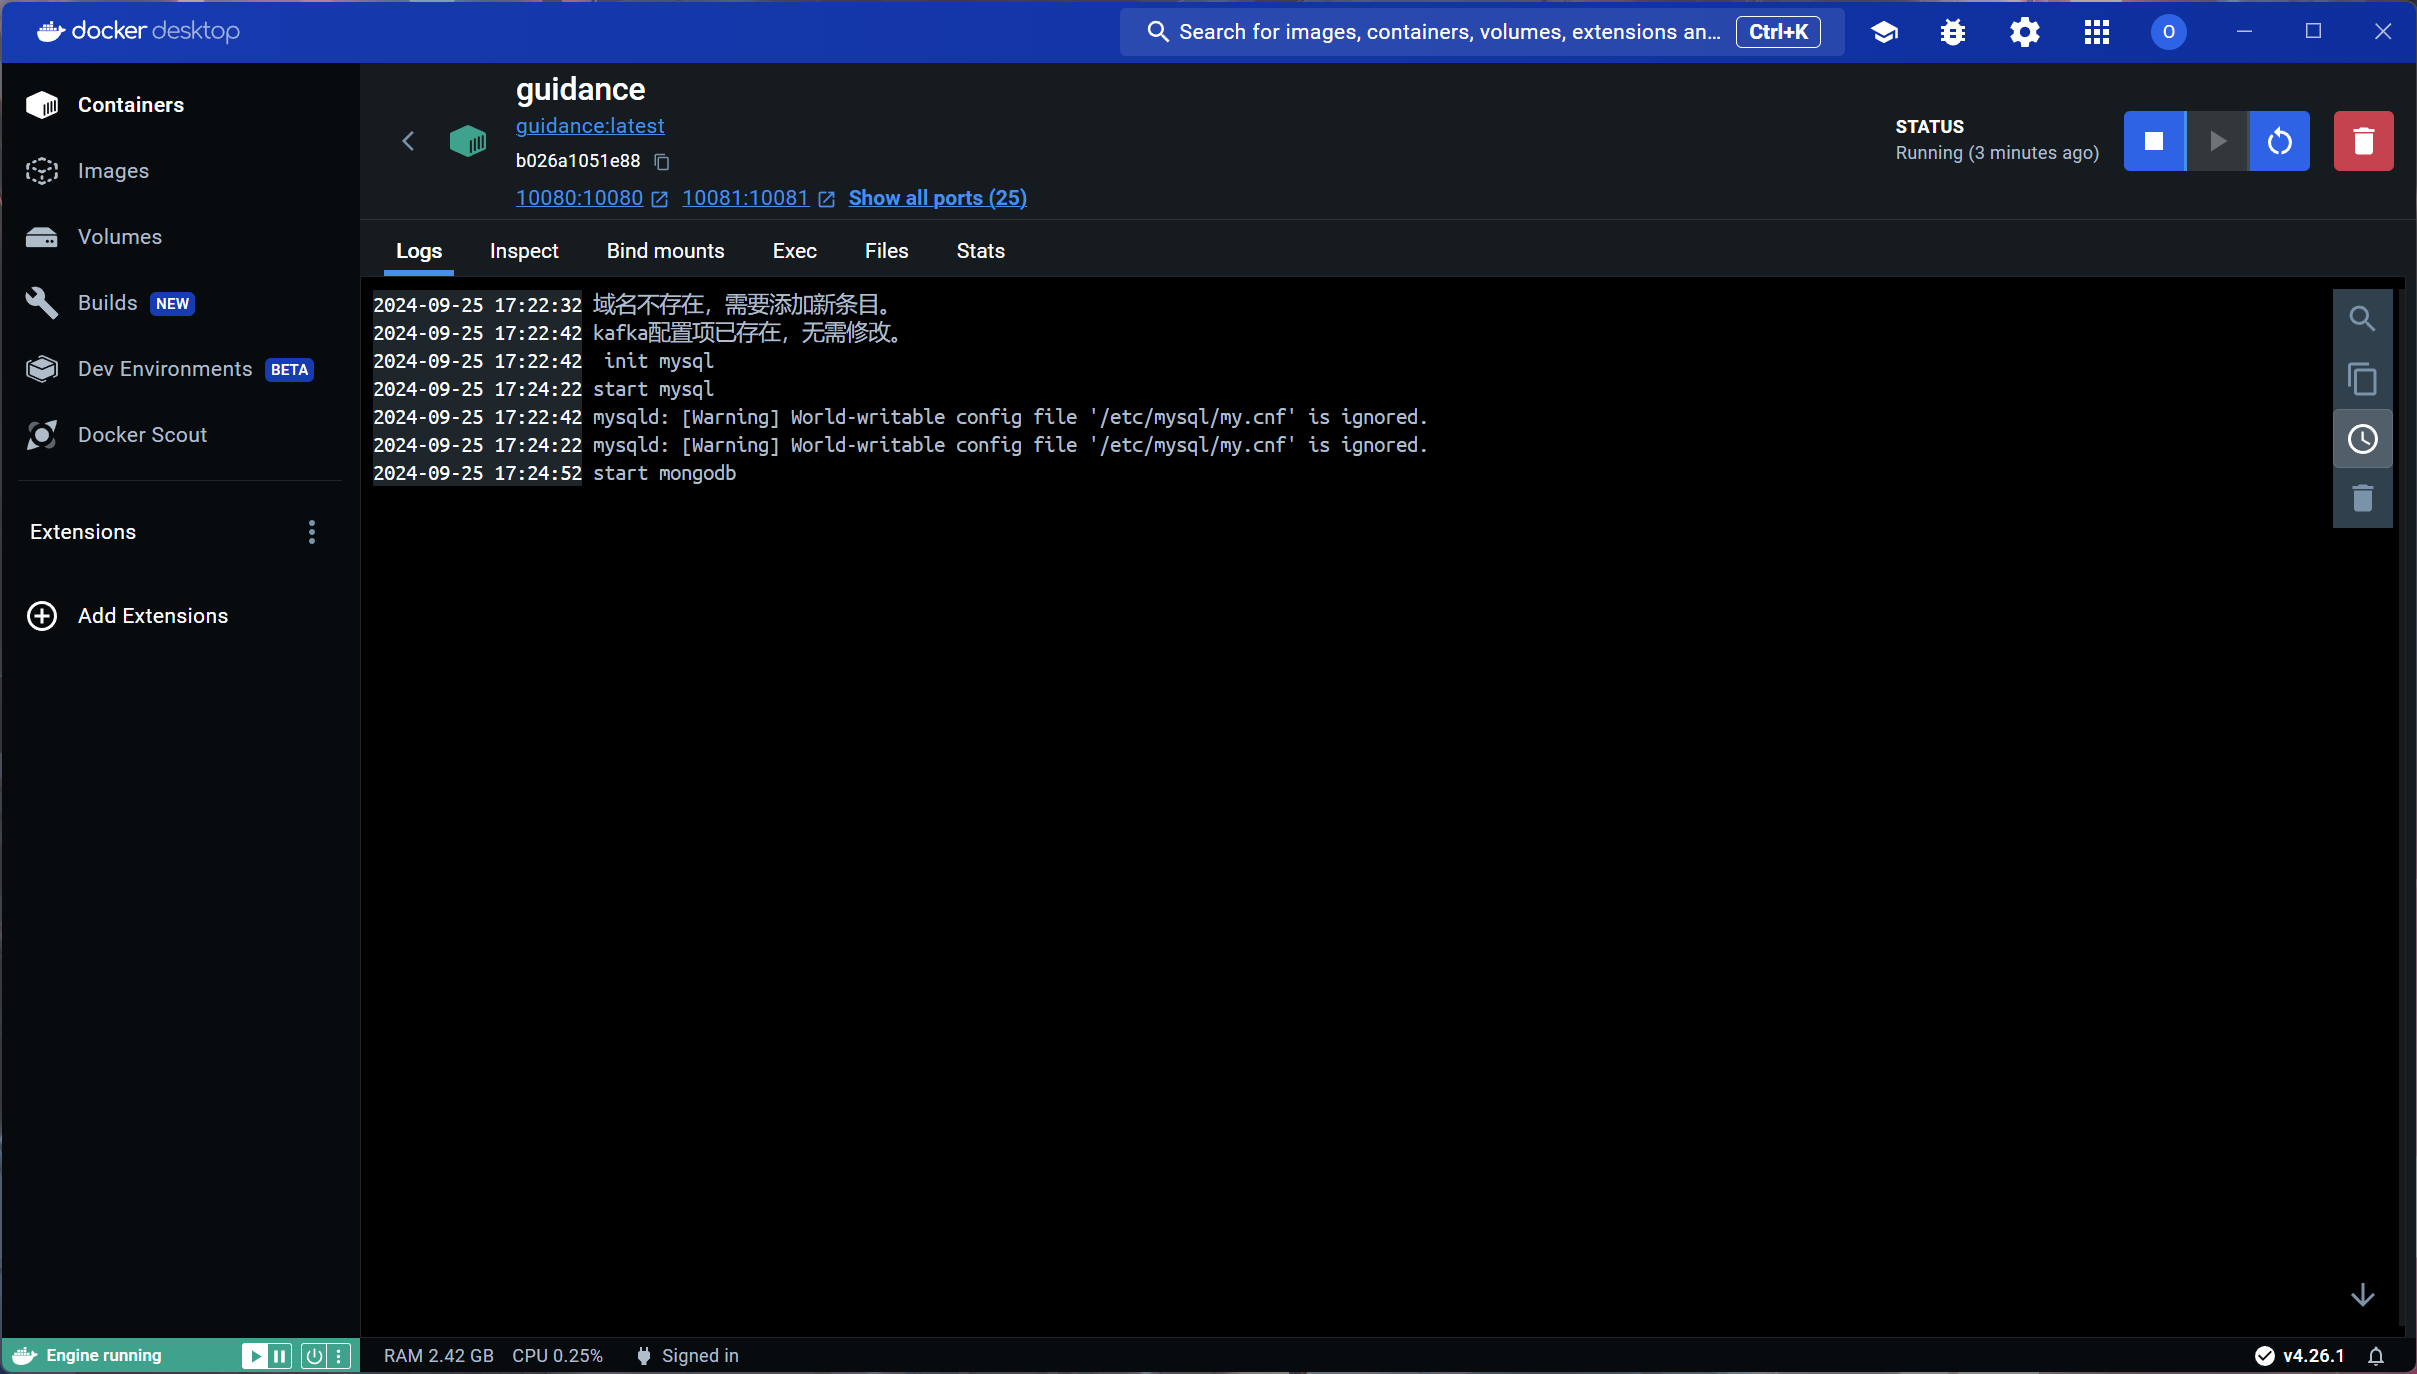 docker desktop
Search for images, containers, volumes, extensions an... Ctrl+K
O
Containers
Images
Volumes
Builds NEW
Dev Environments BETA
Docker Scout
Extensions
Add Extensions
guidance
guidance:latest
b026a1051e88
10080:10080 10081:10081 Show all ports (25)
STATUS
Running (3 minutes ago)
Logs Inspect Bind mounts Exec Files Stats
2024-09-25 17:22:32 域名不存在，需要添加新条目。
2024-09-25 17:22:42 kafka配置项已存在，无需修改。
2024-09-25 17:22:42  init mysql
2024-09-25 17:24:22 start mysql
2024-09-25 17:22:42 mysqld: [Warning] World-writable config file '/etc/mysql/my.cnf' is ignored.
2024-09-25 17:24:22 mysqld: [Warning] World-writable config file '/etc/mysql/my.cnf' is ignored.
2024-09-25 17:24:52 start mongodb
Engine running
RAM 2.42 GB CPU 0.25% Signed in
v4.26.1